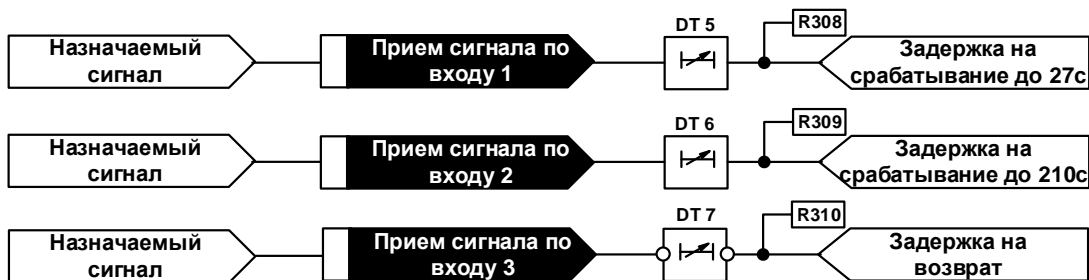 DT 5
R308
Назначаемый
сигнал
Прием сигнала по
входу 1
Задержка на
срабатывание до 27с
DT 6
R309
Назначаемый
сигнал
Прием сигнала по
входу 2
Задержка на
срабатывание до 210с
DT 7
R310
Назначаемый
сигнал
Прием сигнала по
входу 3
Задержка на
возврат